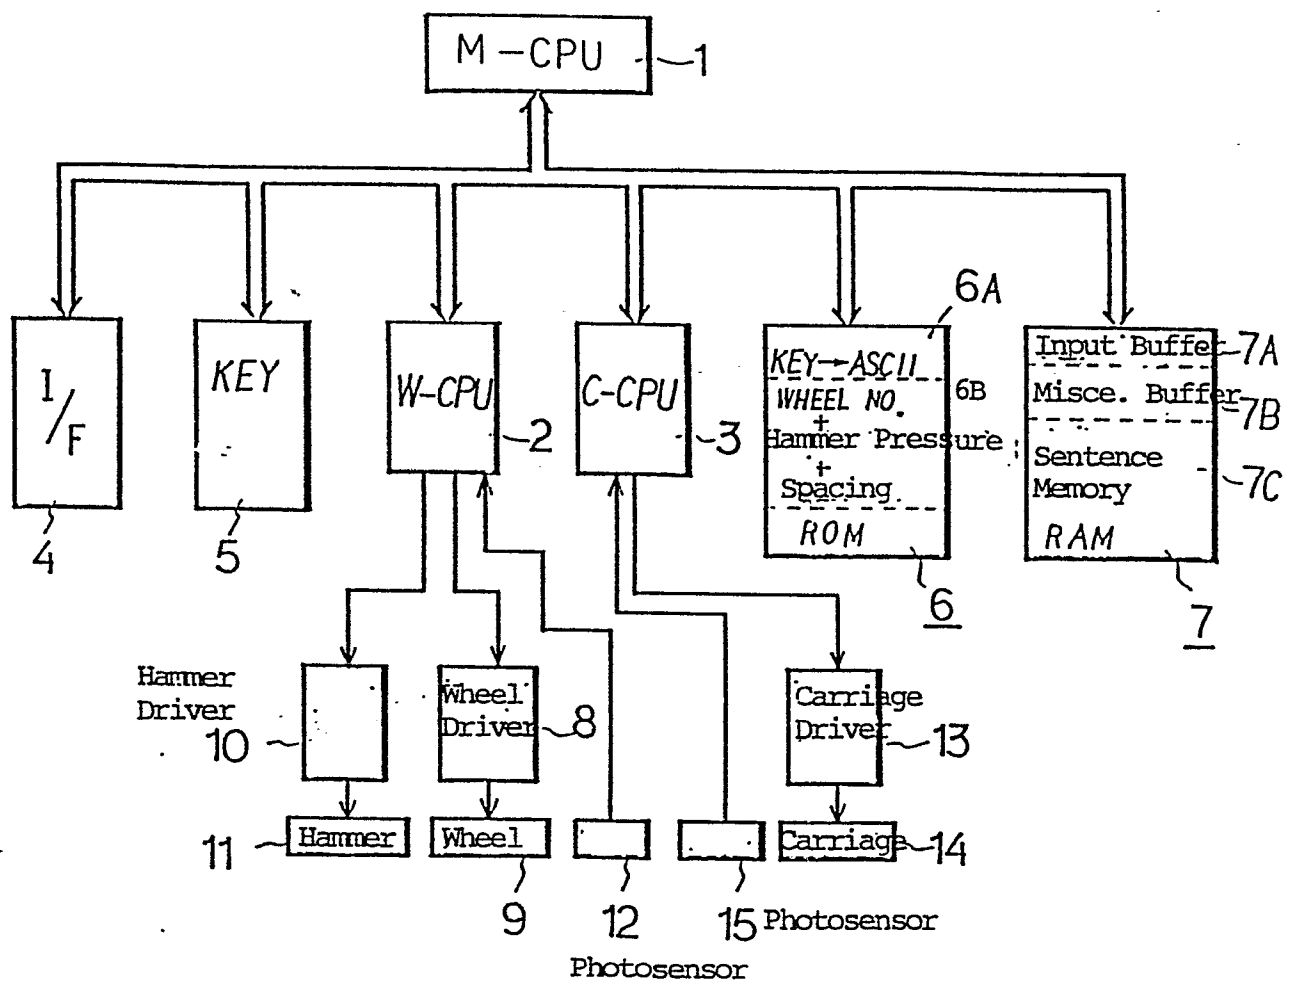 M-CPU
1
6A
I/F
KEY
W-CPU
C-CPU
KEY→ASCII
6B
WHEEL NO.
+
Hammer Pressure
+
Spacing
ROM
Input Buffer
7A
Misce. Buffer
7B
Sentence
Memory
7C
RAM
2
3
4
5
6
7
Hammer
Driver
10
Wheel
Driver
8
Carriage
Driver
13
11
Hammer
Wheel
Carriage
14
9
12
15
Photosensor
Photosensor